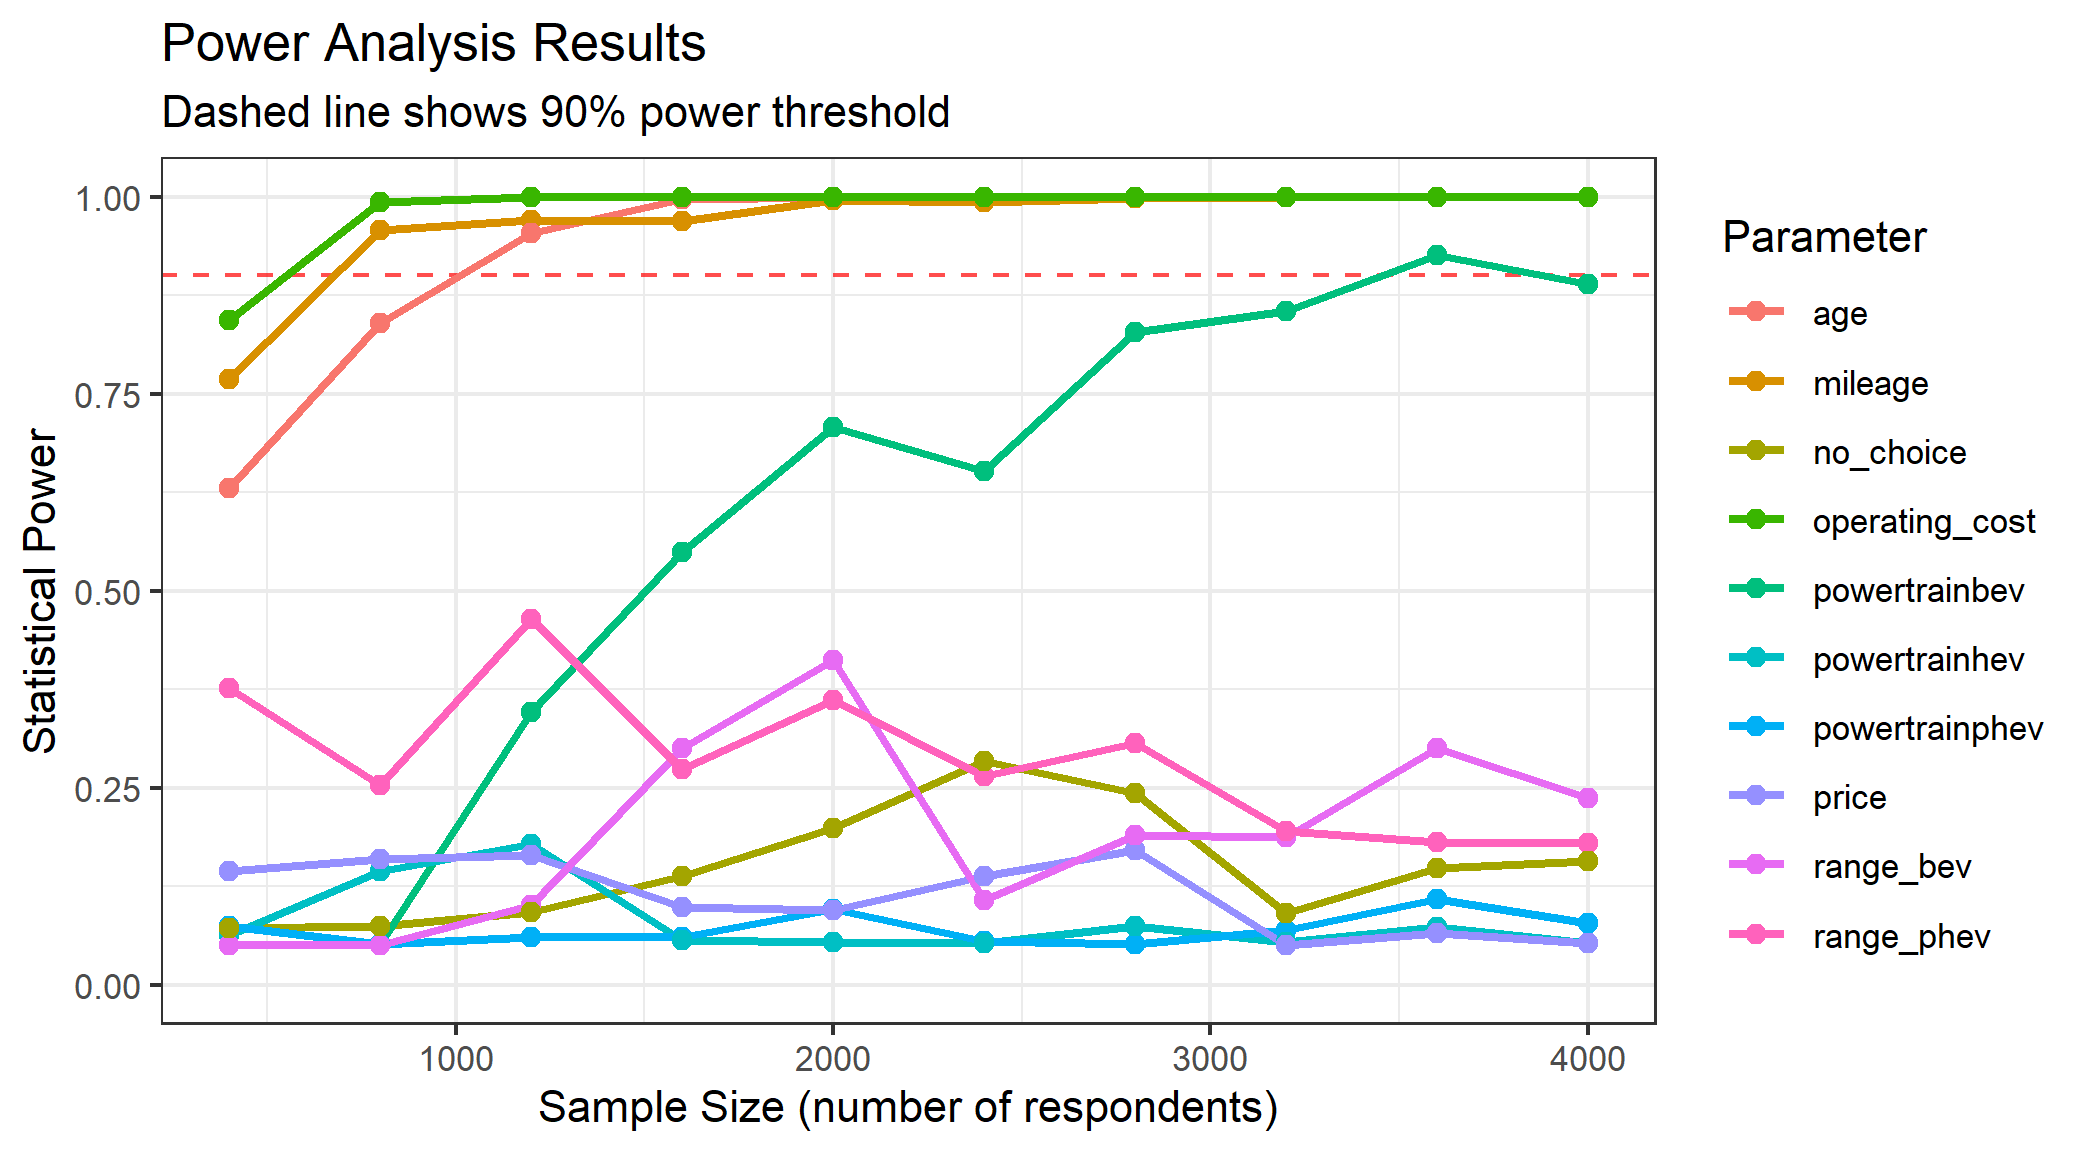 Power Analysis Results
Dashed line shows 90% power threshold
1.00
0.75
0.50
0.25
0.00
Statistical Power
1000
2000
3000
4000
Sample Size (number of respondents)
Parameter
age
mileage
no_choice
operating_cost
powertrainbev
powertrainhev
powertrainphev
price
range_bev
range_phev